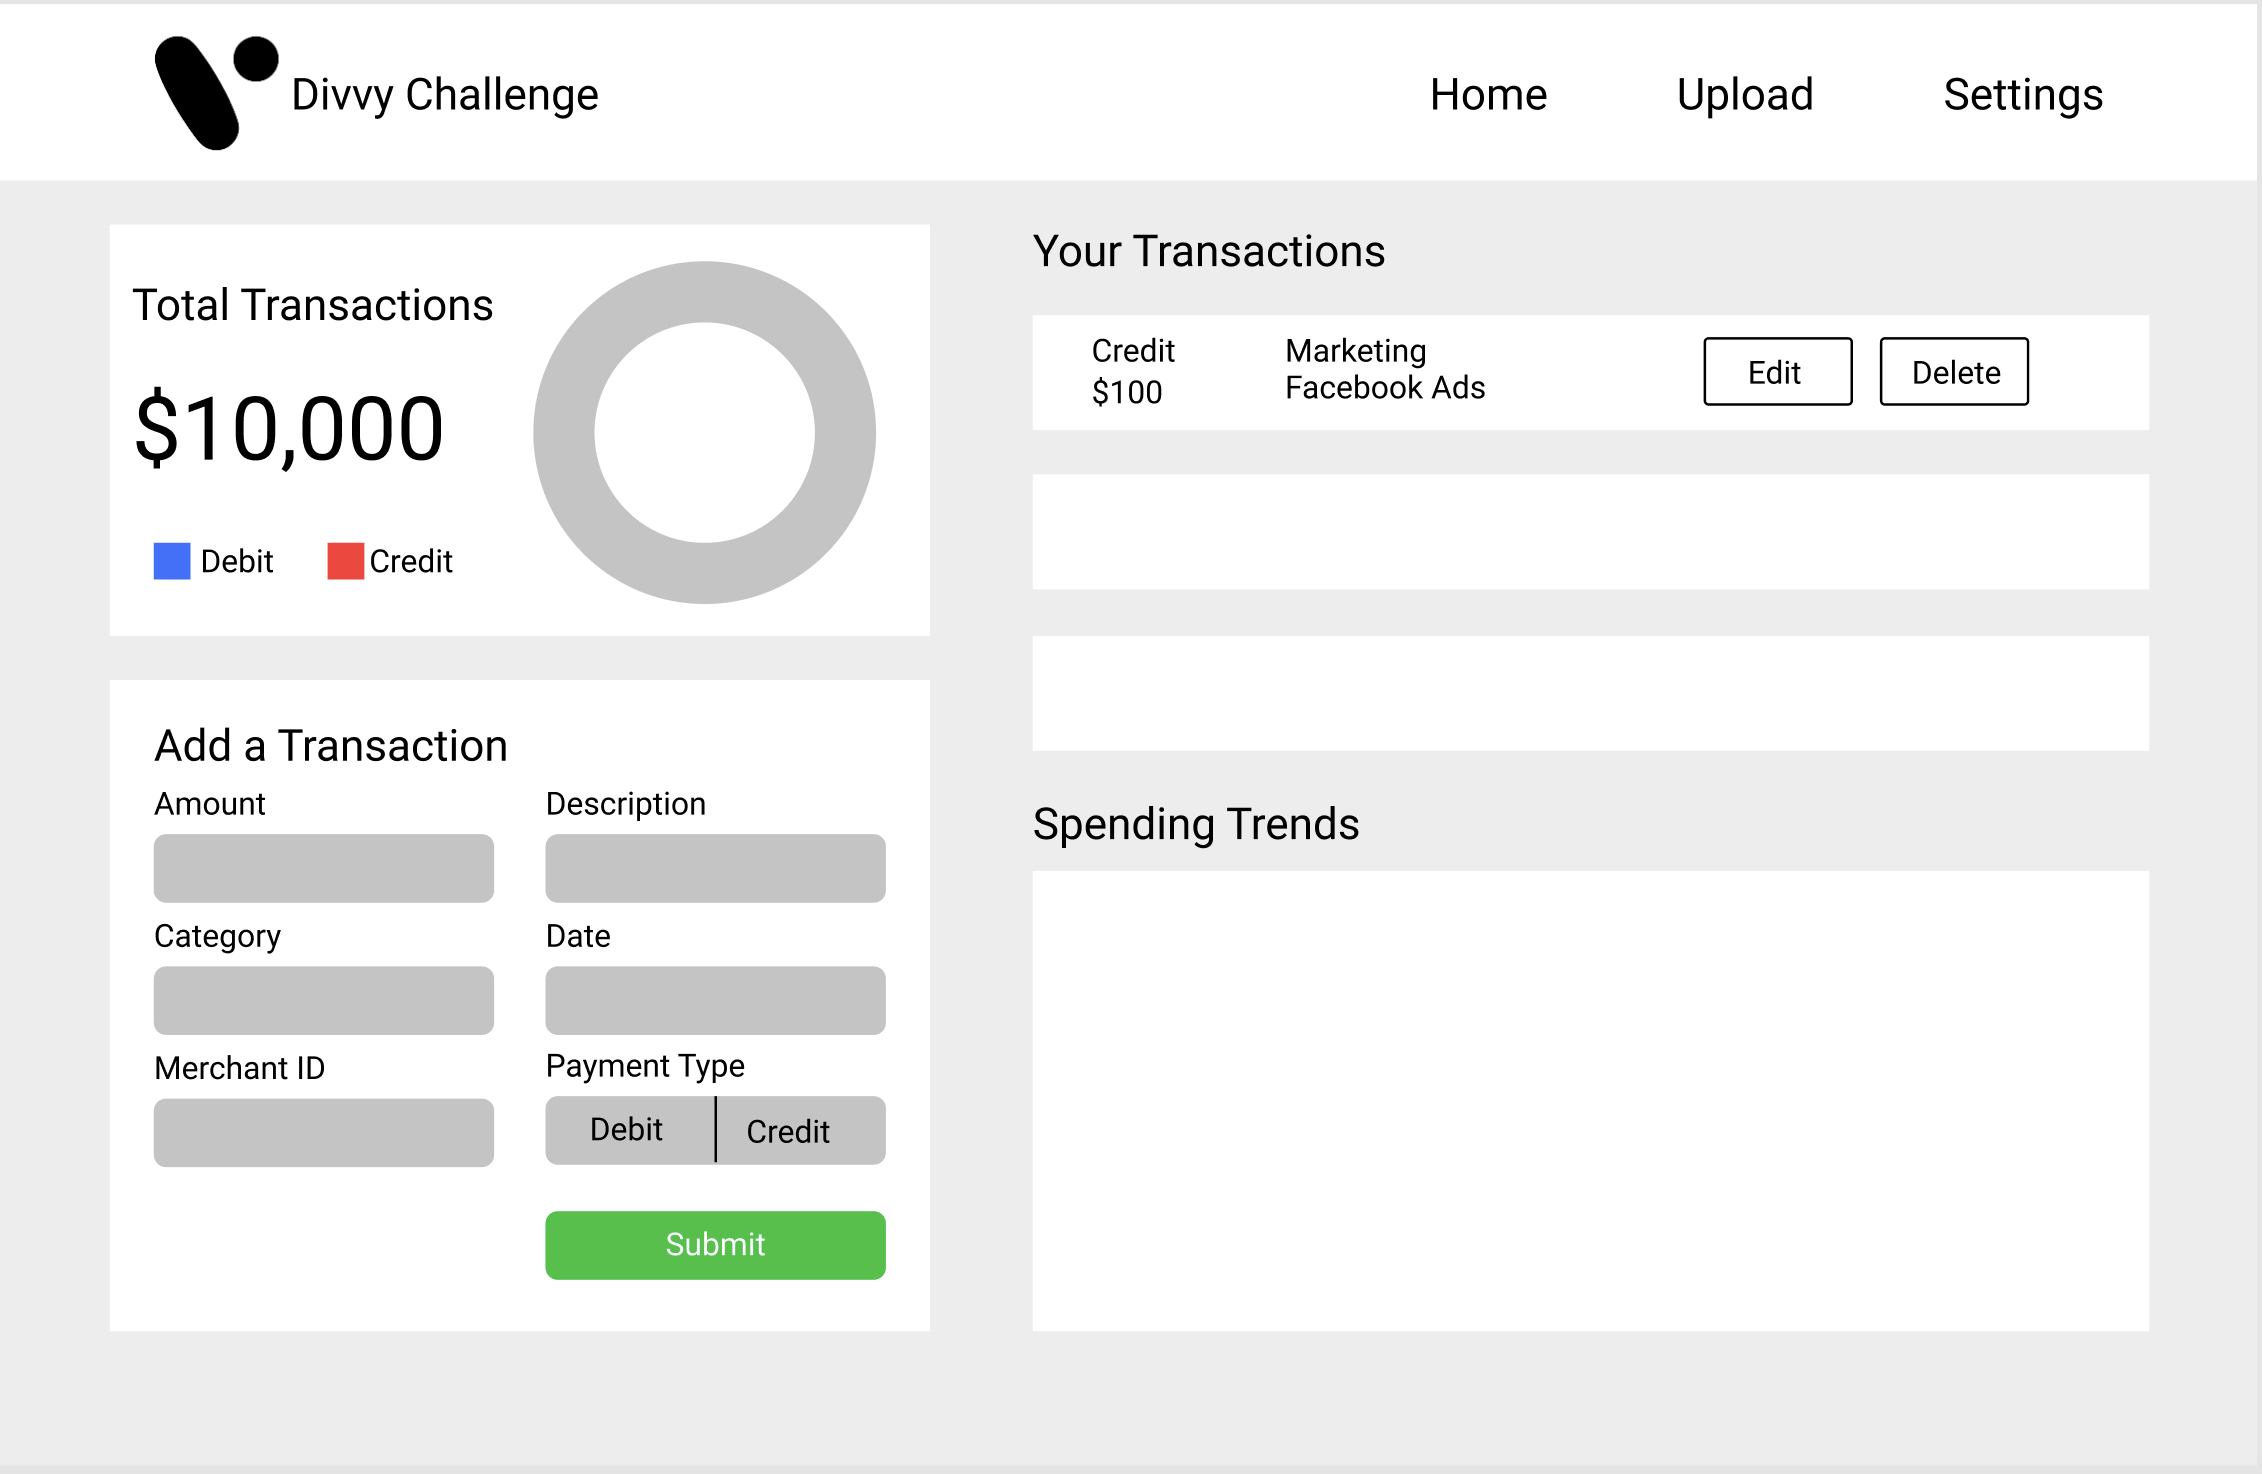 Divvy Challenge
Home
Upload
Settings
Total Transactions
$10,000
Debit
Credit
Add a Transaction
Amount
Description
Category
Date
Merchant ID
Payment Type
Debit
Credit
Submit
Your Transactions
Credit
$100
Marketing
Facebook Ads
Edit
Delete
Spending Trends